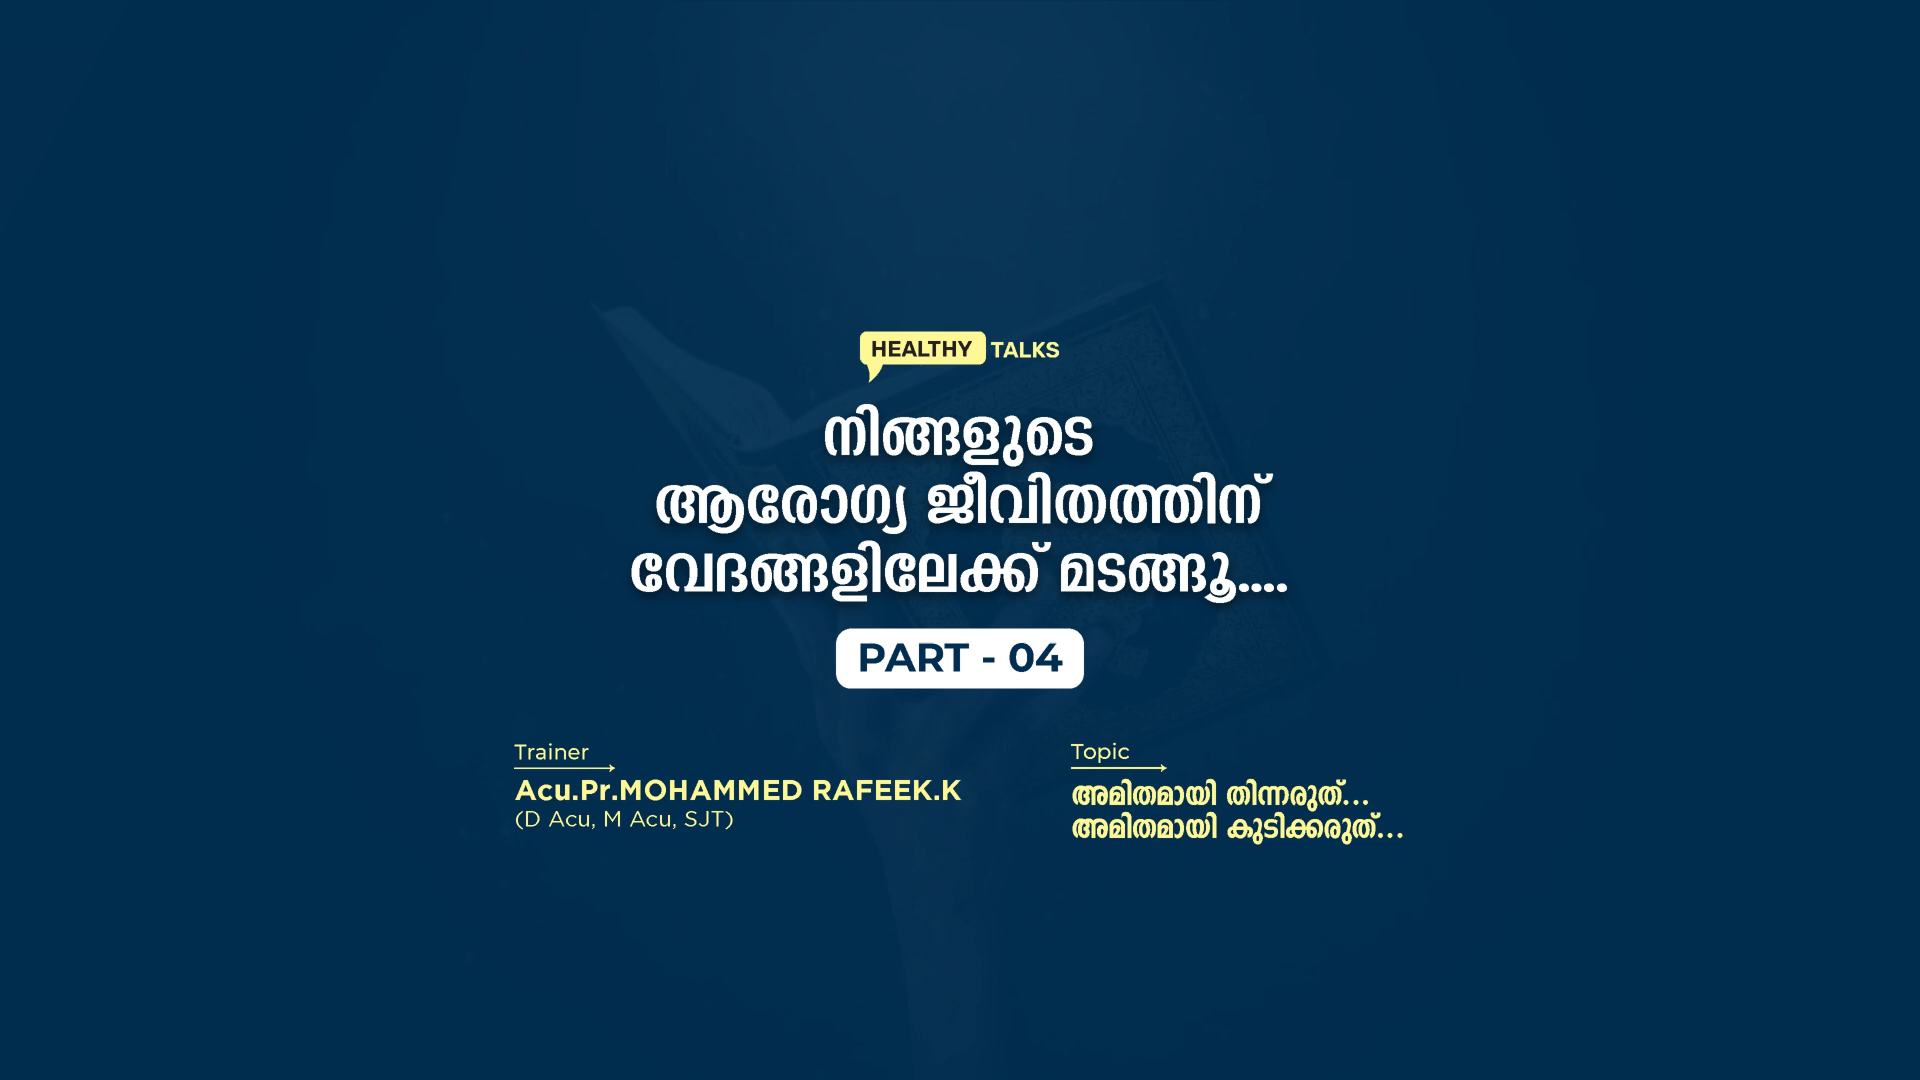 HEALTHY TALKS
നിങ്ങളുടെ
ആരോഗ്യ ജീവിതത്തിന്
വേദങ്ങളിലേക്ക് മടങ്ങൂ....
PART - 04
Trainer
Acu.Pr.MOHAMMED RAFEEK.K
(D Acu, M Acu, SJT)
Topic
അമിതമായി തിന്നരുത്...
അമിതമായി കുടിക്കരുത്...